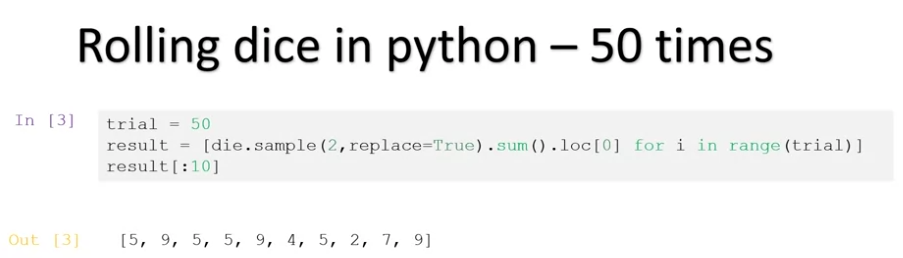 Rolling dice in python – 50 times
In [3]
trial = 50
result = [die.sample(2,replace=True).sum().loc[0] for i in range(trial)]
result[:10]
Out [3]
[5, 9, 5, 5, 9, 4, 5, 2, 7, 9]